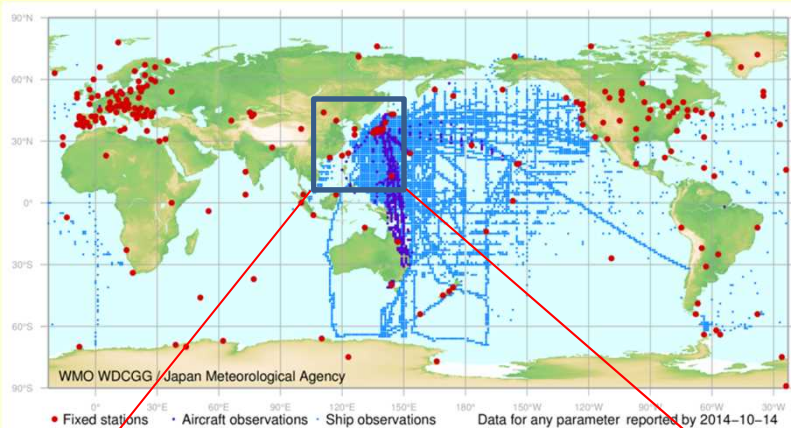 90°N
60°N
30°N
0°
30°S
60°S
90°S
WMO WDCGG / Japan Meteorological Agency
0° 30°E 60°E 90°E 120°E 150°E 180° 150°W 120°W 90°W 60°W 30°W
Fixed stations Aircraft observations Ship observations Data for any parameter reported by 2014-10-14